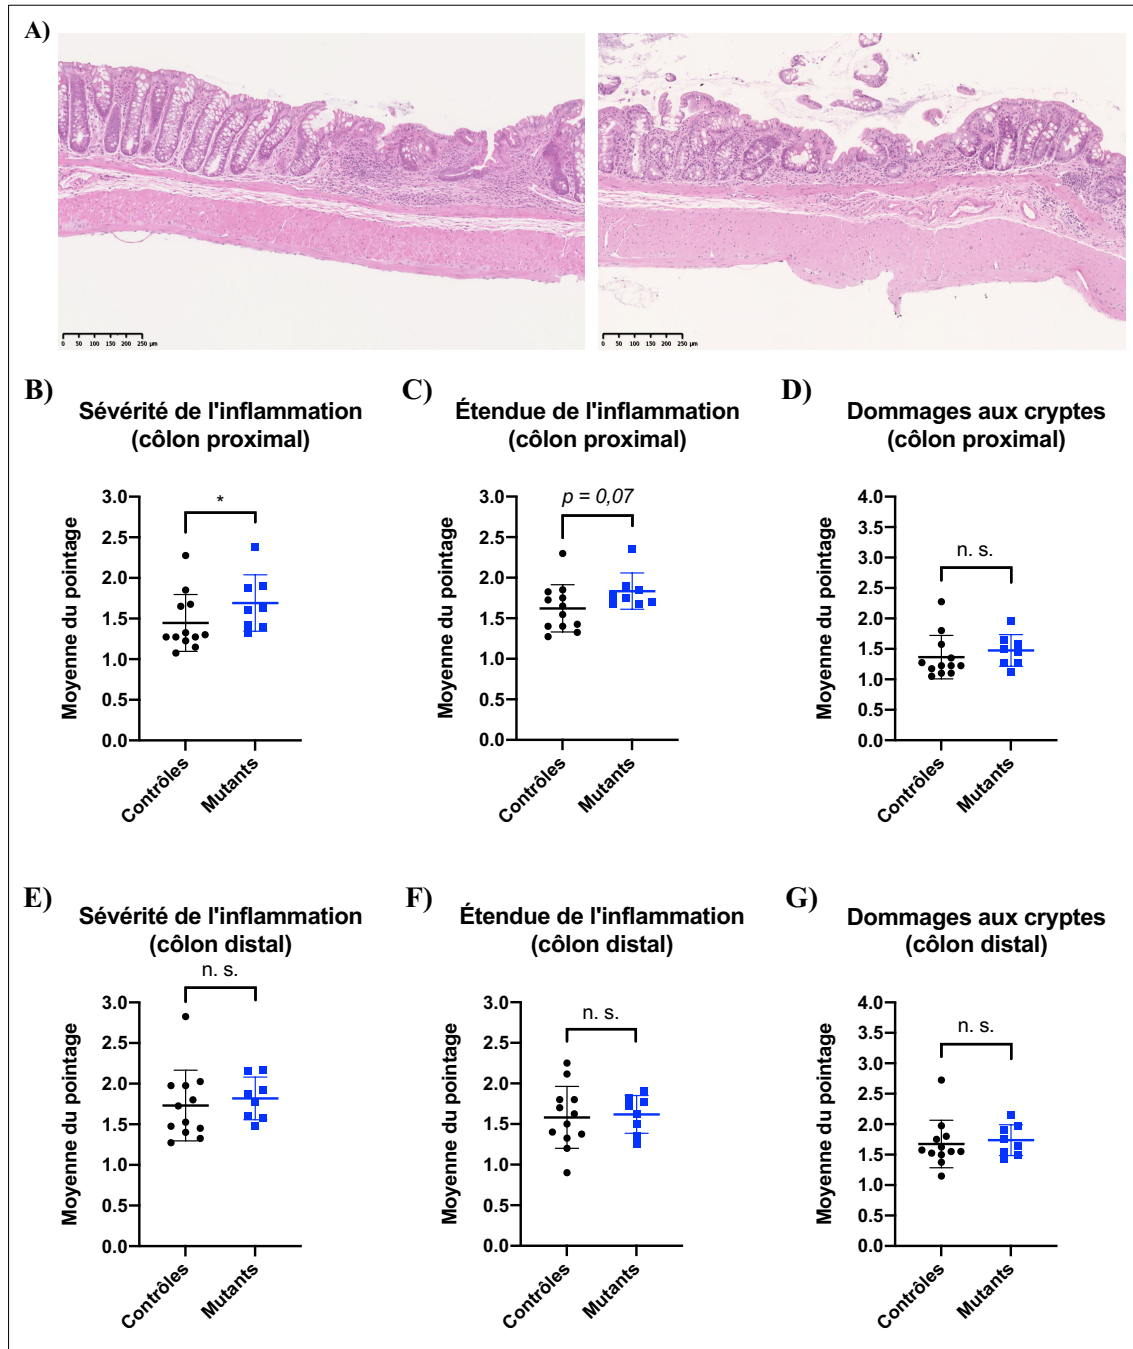 A)
0 50 100 150 200 250 µm
0 50 100 150 200 250 µm
B)
Sévérité de l'inflammation
(côlon proximal)
Moyenne du pointage
3.0
2.5
2.0
1.5
1.0
0.5
0.0
*
Contrôles
Mutants
C)
Étendue de l'inflammation
(côlon proximal)
Moyenne du pointage
3.0
2.5
2.0
1.5
1.0
0.5
0.0
p = 0,07
Contrôles
Mutants
D)
Dommages aux cryptes
(côlon proximal)
Moyenne du pointage
4.0
3.5
3.0
2.5
2.0
1.5
1.0
0.5
0.0
n. s.
Contrôles
Mutants
E)
Sévérité de l'inflammation
(côlon distal)
n. s.
Moyenne du pointage
3.0
2.5
2.0
1.5
1.0
0.5
0.0
Contrôles
Mutants
F)
Étendue de l'inflammation
(côlon distal)
Moyenne du pointage
3.0
2.5
2.0
1.5
1.0
0.5
0.0
n. s.
Contrôles
Mutants
G)
Dommages aux cryptes
(côlon distal)
Moyenne du pointage
4.0
3.5
3.0
2.5
2.0
1.5
1.0
0.5
0.0
n. s.
Contrôles
Mutants